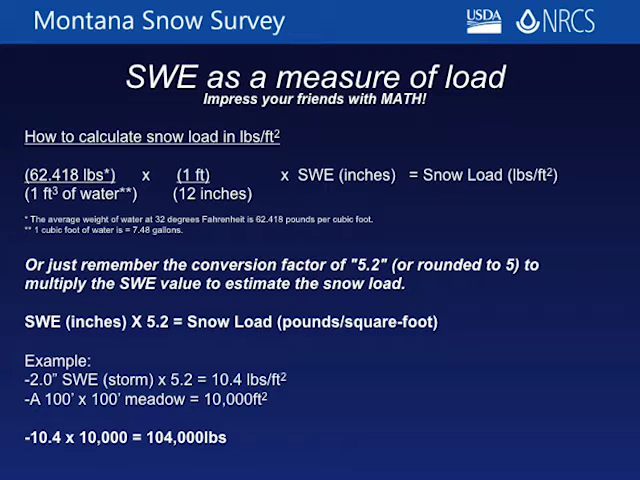 Montana Snow Survey
USDA NRCS
SWE as a measure of load
Impress your friends with MATH!
How to calculate snow load in lbs/ft²
(62.418 lbs*) x (1 ft) x SWE (inches) = Snow Load (lbs/ft²)
(1 ft³ of water**) (12 inches)
* The average weight of water at 32 degrees Fahrenheit is 62.418 pounds per cubic foot.
** 1 cubic foot of water is = 7.48 gallons.
Or just remember the conversion factor of "5.2" (or rounded to 5) to
multiply the SWE value to estimate the snow load.
SWE (inches) X 5.2 = Snow Load (pounds/square-foot)
Example:
-2.0” SWE (storm) x 5.2 = 10.4 lbs/ft²
-A 100’ x 100’ meadow = 10,000ft²
-10.4 x 10,000 = 104,000lbs